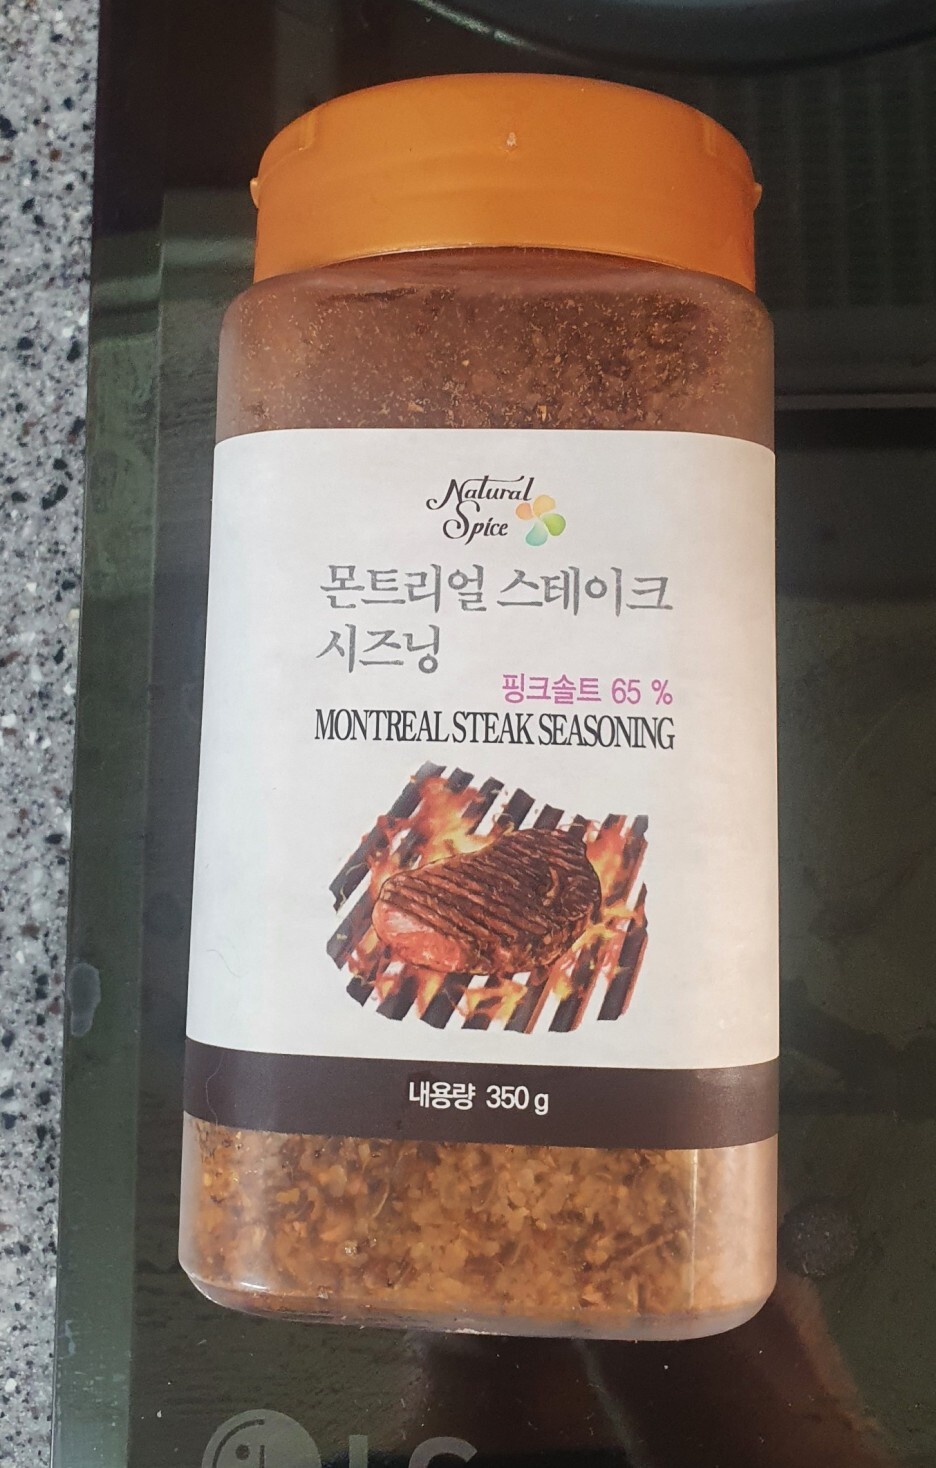 Natural
Spice
몬트리얼 스테이크
시즈닝
핑크솔트 65 %
MONTREAL STEAK SEASONING
내용량 350 g
LG